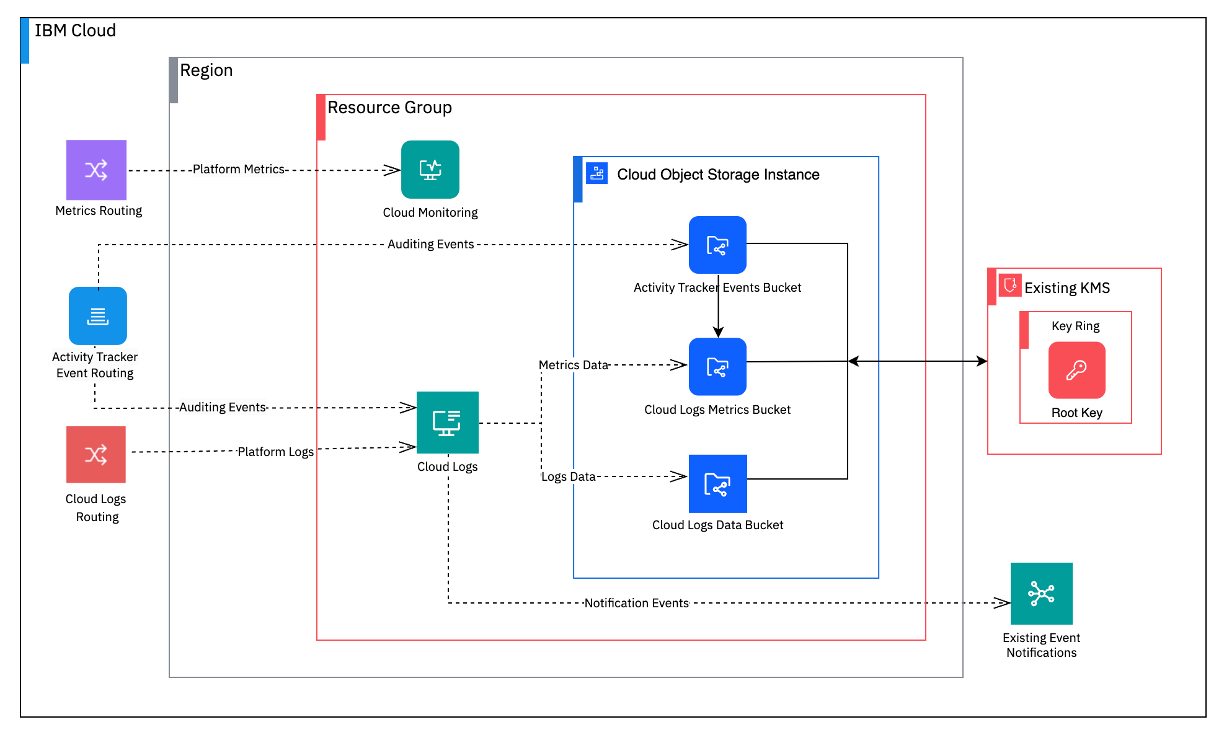 IBM Cloud
Region
Resource Group
Metrics Routing
Platform Metrics
Cloud Monitoring
Cloud Object Storage Instance
Auditing Events
Activity Tracker Events Bucket
Activity Tracker
Event Routing
Existing KMS
Key Ring
Root Key
Metrics Data
Cloud Logs Metrics Bucket
Auditing Events
Platform Logs
Cloud Logs
Logs Data
Cloud Logs Data Bucket
Cloud Logs
Routing
Notification Events
Existing Event
Notifications